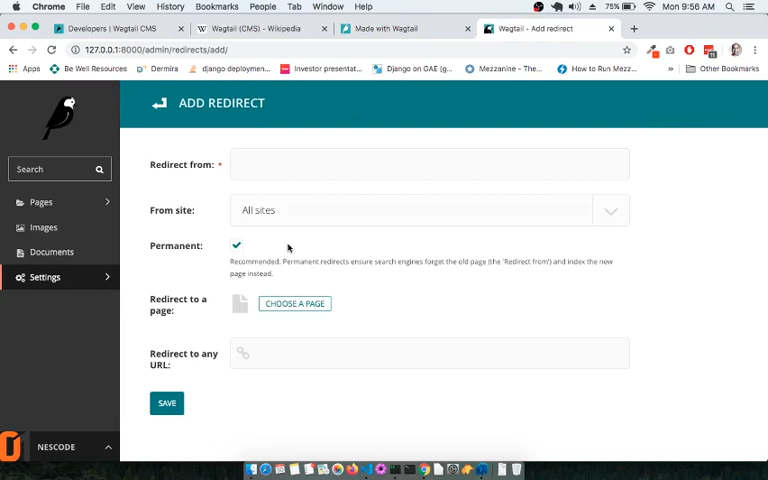 Chrome File Edit View History Bookmarks People Tab Window Help 75% Mon 9:56 AM
Developers | Wagtail CMS Wagtail (CMS) - Wikipedia Made with Wagtail Wagtail - Add redirect
127.0.0.1:8000/admin/redirects/add/
Apps Be Well Resources Dermira django deploymen... Investor presentat... Django on GAE (g... Mezzanine - The... How to Run Mezz... » Other Bookmarks
ADD REDIRECT
Search
Pages
Images
Documents
Settings
NESCODE
Redirect from: *
From site: All sites
Permanent:
Recommended. Permanent redirects ensure search engines forget the old page (the 'Redirect from') and index the new
page instead.
Redirect to a
page:
CHOOSE A PAGE
Redirect to any
URL:
SAVE